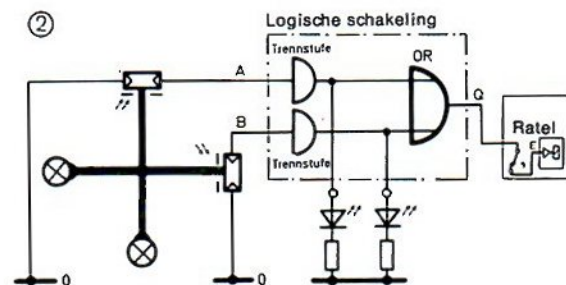 ②
Logische schakeling
Trennstufe
OR
A
Q
B
Ratel
E
Trennstufe
0
0